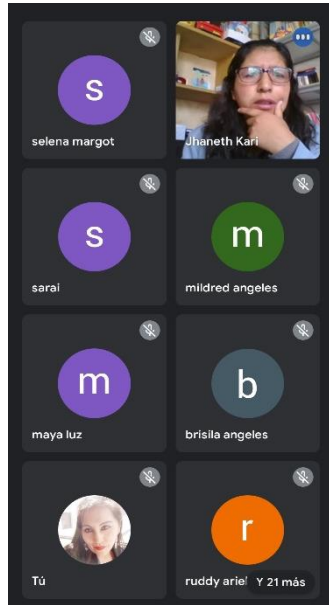 s
selena margot
Jhaneth Kari
s
sarai
m
mildred angeles
m
maya luz
b
brisila angeles
Tú
r
ruddy ariel
Y 21 más